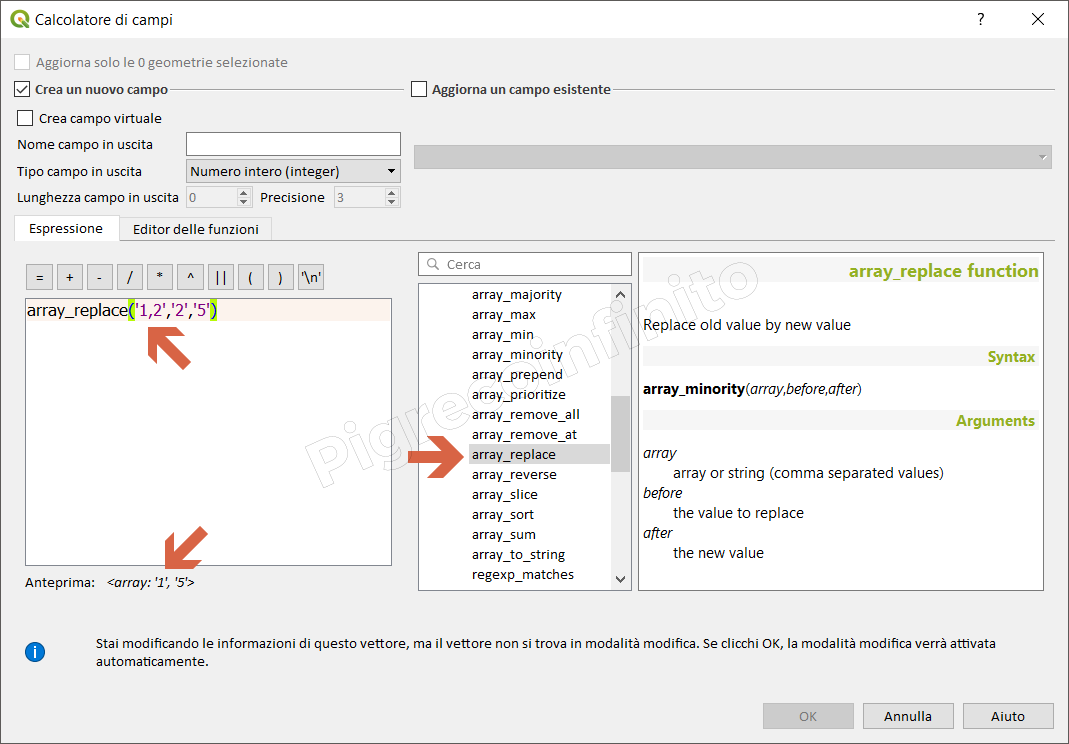 Calcolatore di campi
?
Aggiorna solo le 0 geometrie selezionate
Crea un nuovo campo
Aggiorna un campo esistente
Crea campo virtuale
Nome campo in uscita
Tipo campo in uscita
Numero intero (integer)
Lunghezza campo in uscita
0
Precisione
3
Espressione
Editor delle funzioni
= + - / * ^ || ( ) '\n'
array_replace('1,2','2','5')
Anteprima: <array: '1', '5'>
Cerca
array_majority
array_max
array_min
array_minority
array_prepend
array_prioritize
array_remove_all
array_remove_at
array_replace
array_reverse
array_slice
array_sort
array_sum
array_to_string
regexp_matches
array_replace function
Replace old value by new value
Syntax
array_minority(array,before,after)
Arguments
array
array or string (comma separated values)
before
the value to replace
after
the new value
Pigrecoinfinito
i
Stai modificando le informazioni di questo vettore, ma il vettore non si trova in modalità modifica. Se clicchi OK, la modalità modifica verrà attivata
automaticamente.
OK
Annulla
Aiuto